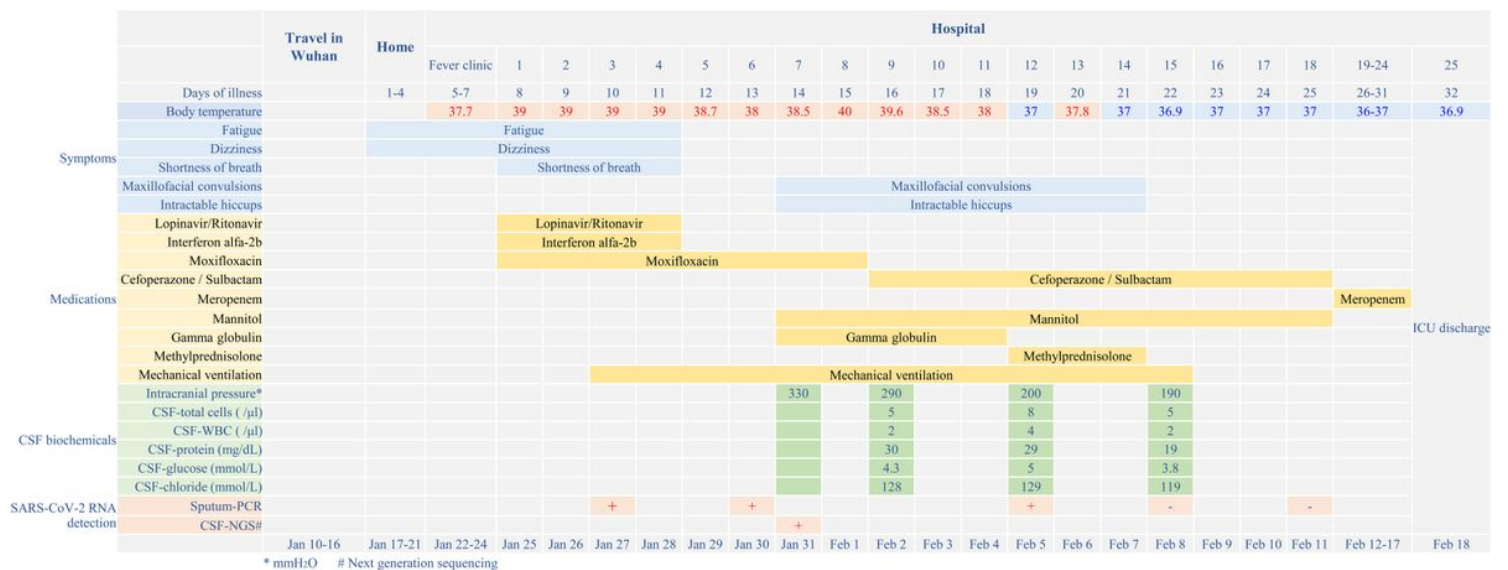 Travel in Wuhan Home Hospital
Fever clinic 1 2 3 4 5 6 7 8 9 10 11 12 13 14 15 16 17 18 19-24 25
Days of illness 1-4 5-7 8 9 10 11 12 13 14 15 16 17 18 19 20 21 22 23 24 25 26-31 32
Body temperature 37.7 39 39 39 39 38.7 38 38.5 40 39.6 38.5 38 37 37.8 37 36.9 37 37 37 36-37 36.9
Symptoms
Fatigue Fatigue
Dizziness Dizziness
Shortness of breath Shortness of breath
Maxillofacial convulsions Maxillofacial convulsions
Intractable hiccups Intractable hiccups
Medications
Lopinavir/Ritonavir Lopinavir/Ritonavir
Interferon alfa-2b Interferon alfa-2b
Moxifloxacin Moxifloxacin
Cefoperazone / Sulbactam Cefoperazone / Sulbactam
Meropenem Meropenem
Mannitol Mannitol
Gamma globulin Gamma globulin
Methylprednisolone Methylprednisolone
Mechanical ventilation Mechanical ventilation
ICU discharge
CSF biochemicals
Intracranial pressure* 330 290 200 190
CSF-total cells ( /μl) 5 8 5
CSF-WBC ( /μl) 2 4 2
CSF-protein (mg/dL) 30 29 19
CSF-glucose (mmol/L) 4.3 5 3.8
CSF-chloride (mmol/L) 128 129 119
SARS-CoV-2 RNA detection
Sputum-PCR + + + - -
CSF-NGS# +
Jan 10-16 Jan 17-21 Jan 22-24 Jan 25 Jan 26 Jan 27 Jan 28 Jan 29 Jan 30 Jan 31 Feb 1 Feb 2 Feb 3 Feb 4 Feb 5 Feb 6 Feb 7 Feb 8 Feb 9 Feb 10 Feb 11 Feb 12-17 Feb 18
* mmH₂O # Next generation sequencing